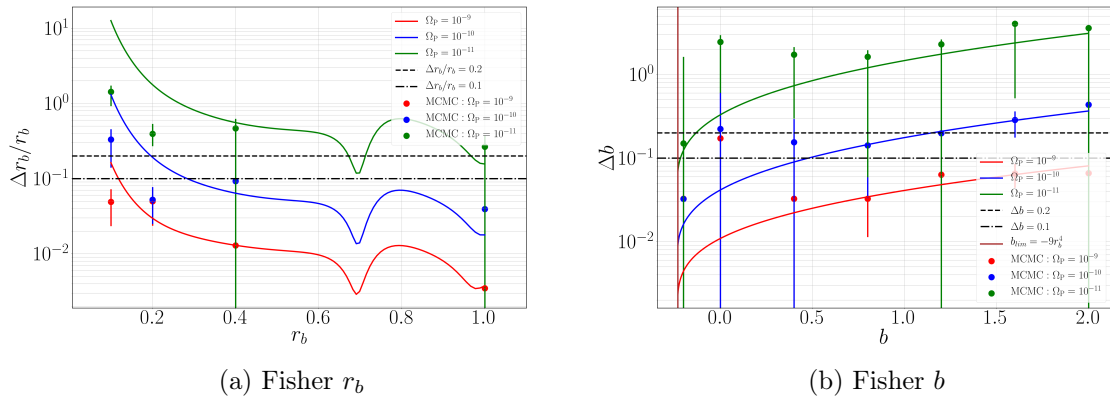 10^1
10^0
10^{-1}
10^{-2}
Δr_b/r_b
0.2
0.4
0.6
0.8
1.0
r_b
Ω_P = 10^{-9}
Ω_P = 10^{-10}
Ω_P = 10^{-11}
Δr_b/r_b = 0.2
Δr_b/r_b = 0.1
MCMC : Ω_P = 10^{-9}
MCMC : Ω_P = 10^{-10}
MCMC : Ω_P = 10^{-11}
(a) Fisher r_b
10^0
10^{-1}
10^{-2}
Δb
0.0
0.5
1.0
1.5
2.0
b
Ω_P = 10^{-9}
Ω_P = 10^{-10}
Ω_P = 10^{-11}
Δb = 0.2
Δb = 0.1
b_{lim} = −9r_b^4
MCMC : Ω_P = 10^{-9}
MCMC : Ω_P = 10^{-10}
MCMC : Ω_P = 10^{-11}
(b) Fisher b